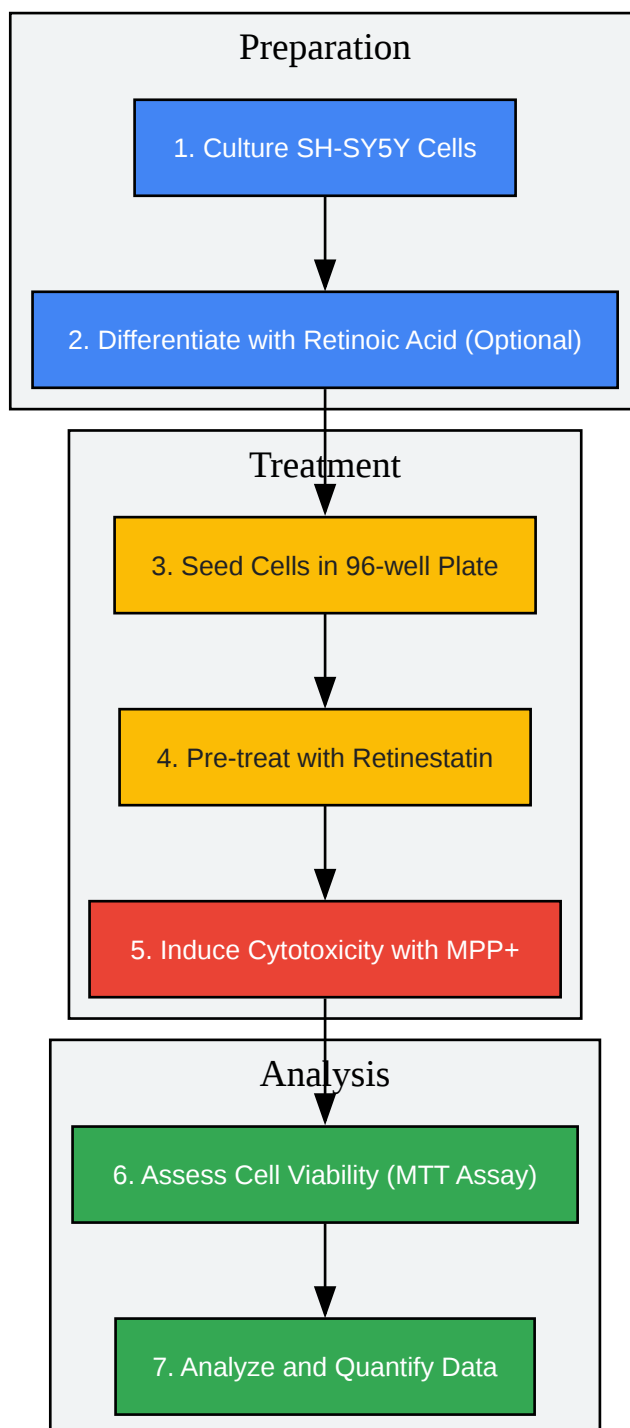 Preparation
1. Culture SH-SY5Y Cells
2. Differentiate with Retinoic Acid (Optional)
Treatment
3. Seed Cells in 96-well Plate
4. Pre-treat with Retinestatin
5. Induce Cytotoxicity with MPP+
Analysis
6. Assess Cell Viability (MTT Assay)
7. Analyze and Quantify Data